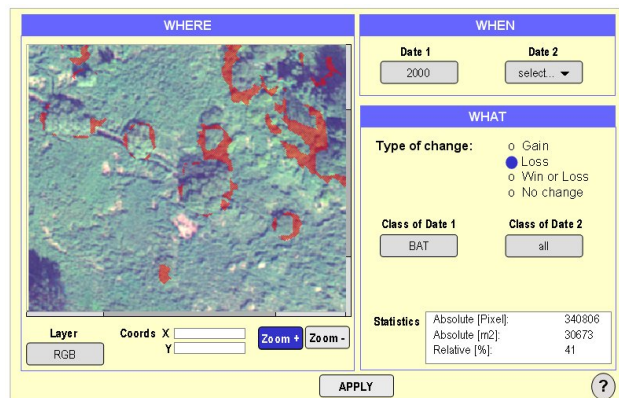 WHERE
WHEN
Date 1
Date 2
2000
select...
WHAT
Type of change:
o Gain
Loss
o Win or Loss
o No change
Class of Date 1
Class of Date 2
BAT
all
Statistics
Absolute [Pixel]: 340806
Absolute [m2]: 30673
Relative [%]: 41
Layer
Coords X
Y
Zoom +
Zoom -
RGB
APPLY
?